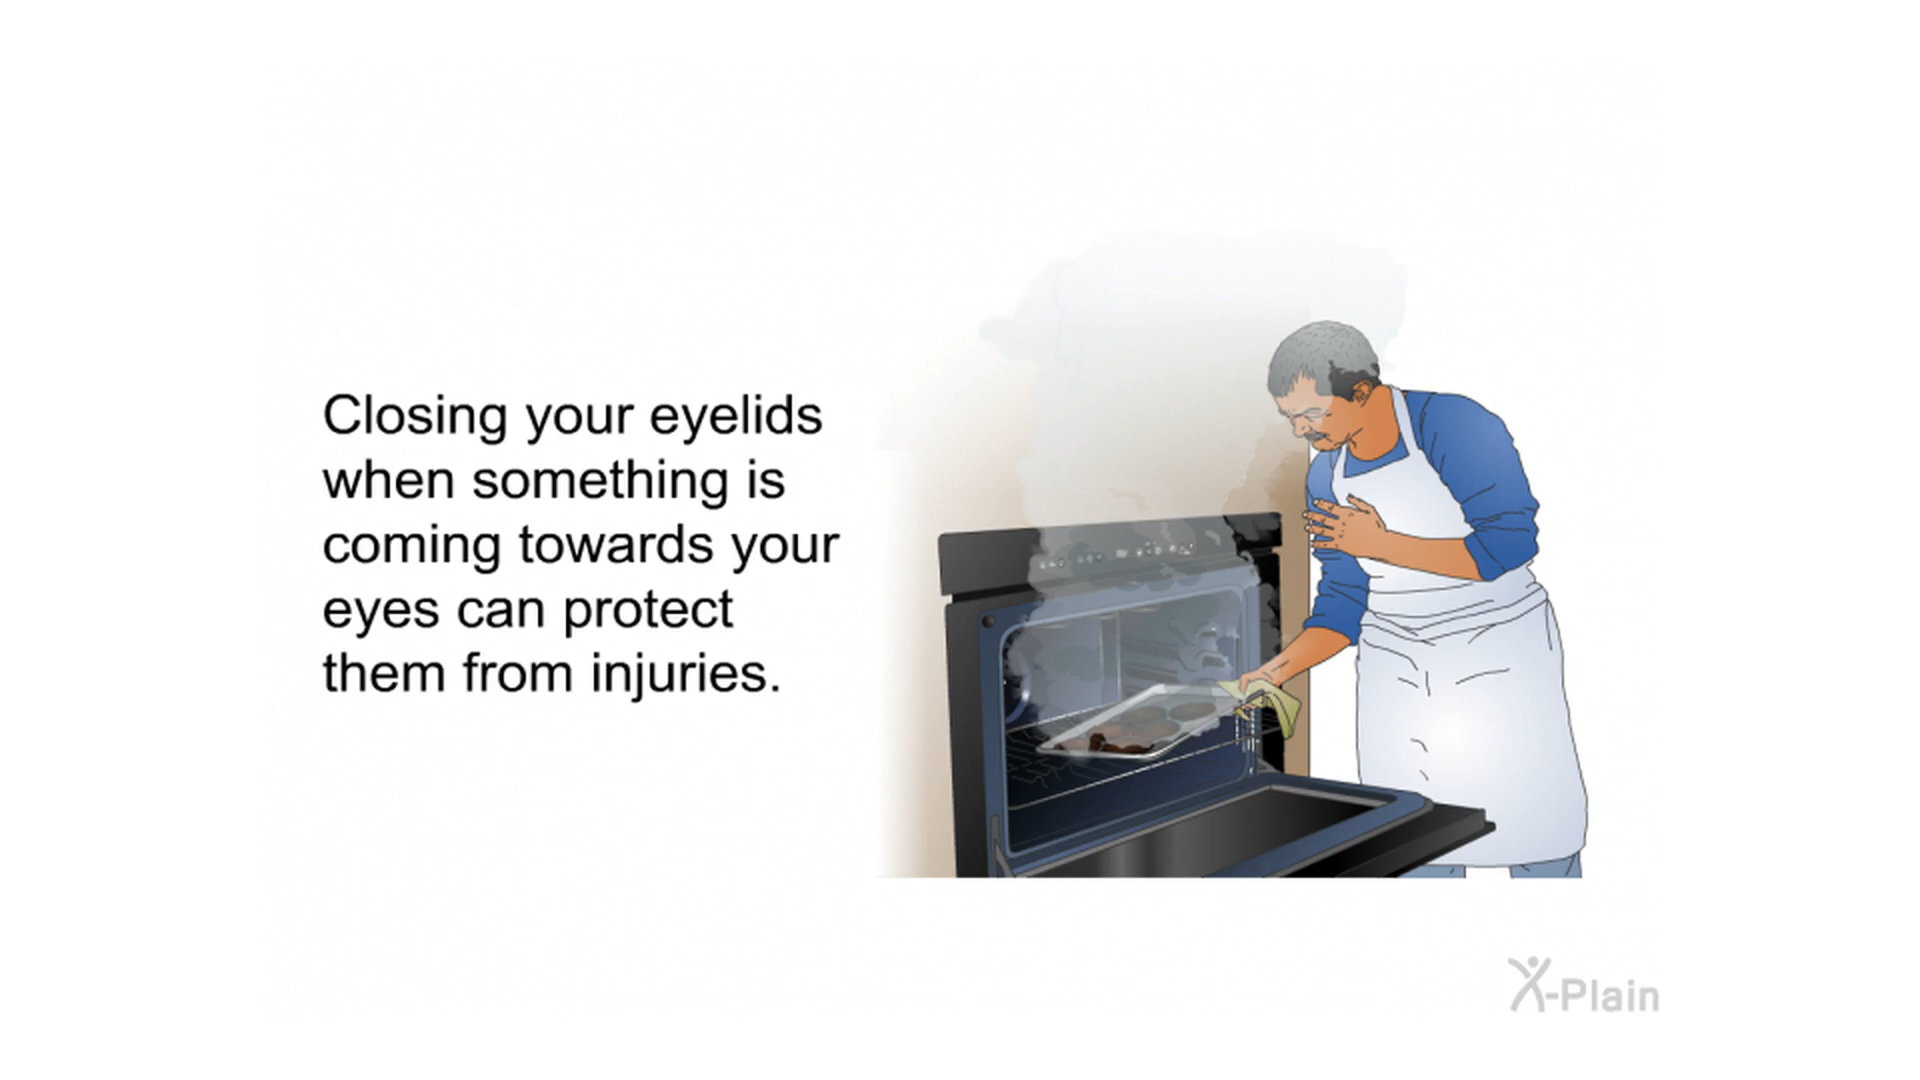 Closing your eyelids
when something is
coming towards your
eyes can protect
them from injuries.
X-Plain